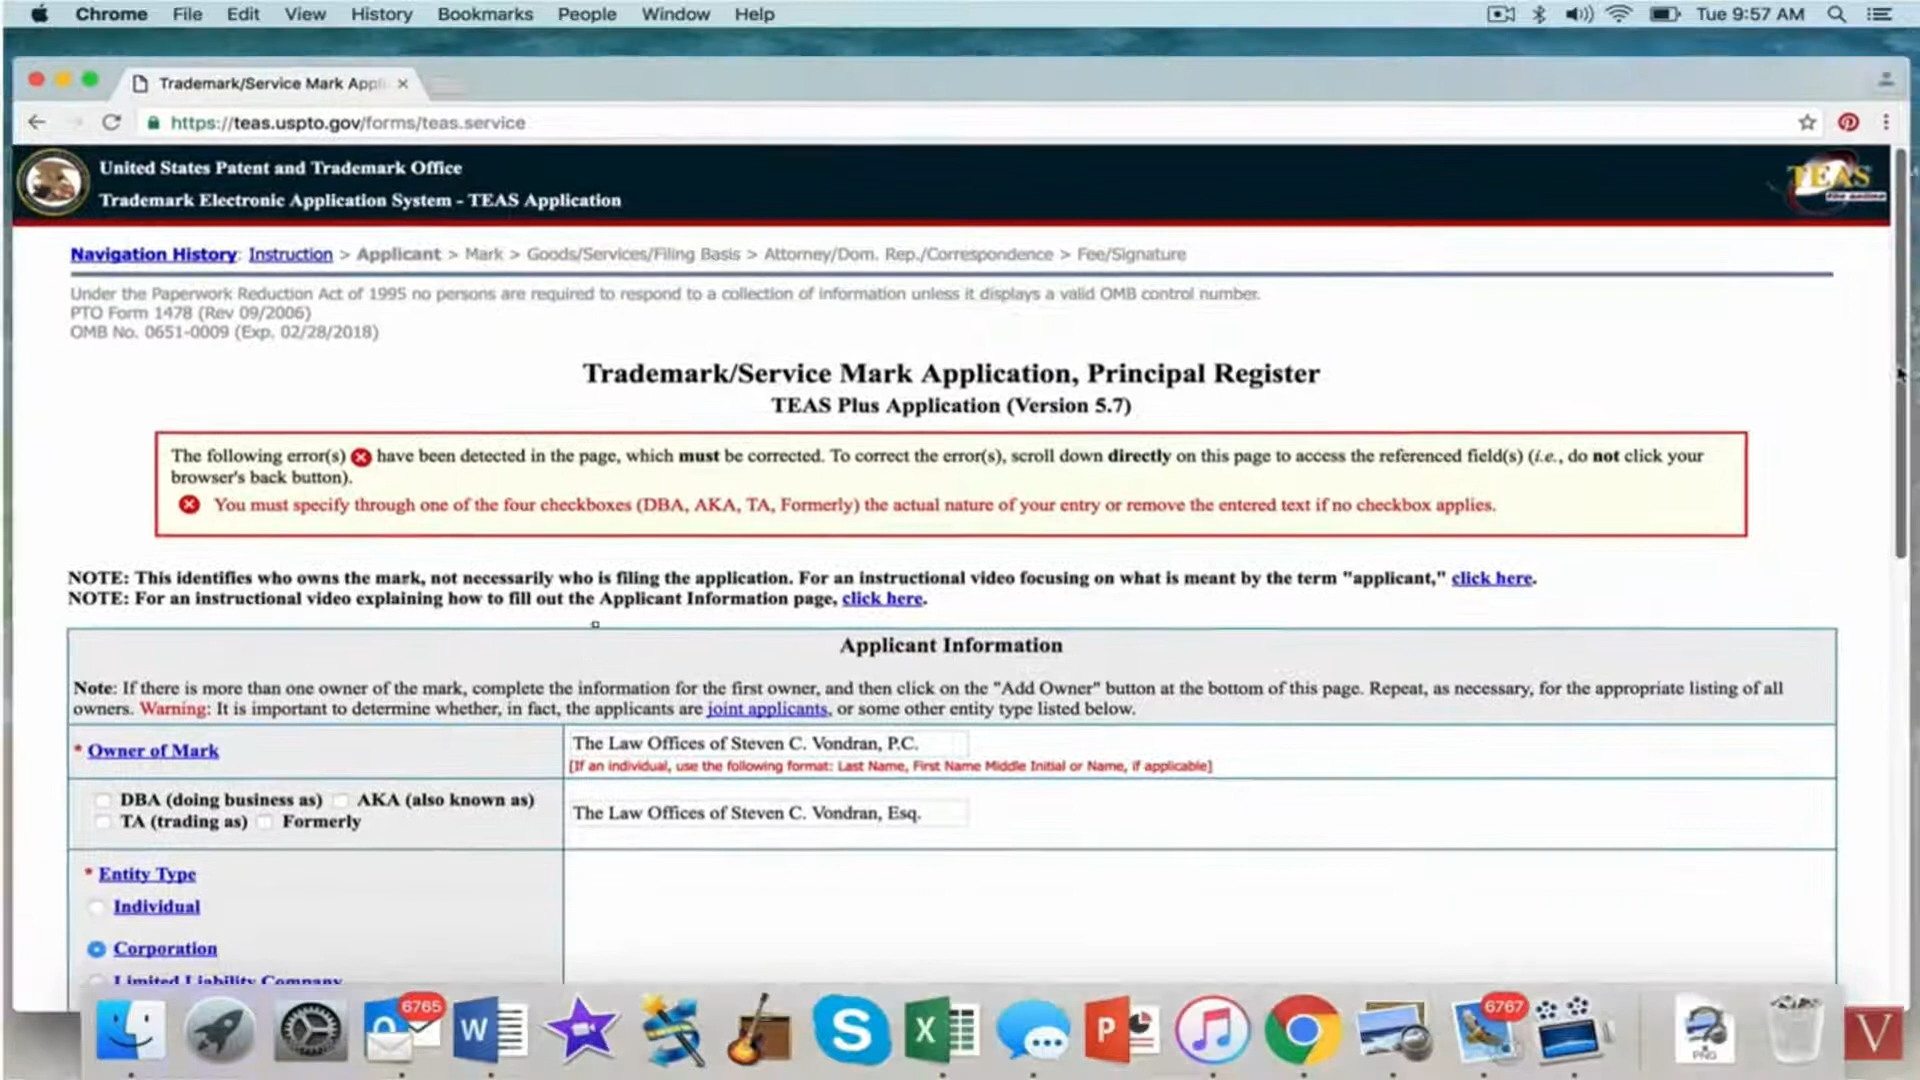 Chrome File Edit View History Bookmarks People Window Help Tue 9:57 AM
Trademark/Service Mark Appli
https://teas.uspto.gov/forms/teas.service
United States Patent and Trademark Office
Trademark Electronic Application System - TEAS Application
TEAS
Navigation History: Instruction > Applicant > Mark > Goods/Services/Filing Basis > Attorney/Dom. Rep./Correspondence > Fee/Signature
Under the Paperwork Reduction Act of 1995 no persons are required to respond to a collection of information unless it displays a valid OMB control number.
PTO Form 1478 (Rev 09/2006)
OMB No. 0651-0009 (Exp. 02/28/2018)
Trademark/Service Mark Application, Principal Register
TEAS Plus Application (Version 5.7)
The following error(s) have been detected in the page, which must be corrected. To correct the error(s), scroll down directly on this page to access the referenced field(s) (i.e., do not click your
browser's back button).
You must specify through one of the four checkboxes (DBA, AKA, TA, Formerly) the actual nature of your entry or remove the entered text if no checkbox applies.
NOTE: This identifies who owns the mark, not necessarily who is filing the application. For an instructional video focusing on what is meant by the term "applicant," click here.
NOTE: For an instructional video explaining how to fill out the Applicant Information page, click here.
Applicant Information
Note: If there is more than one owner of the mark, complete the information for the first owner, and then click on the "Add Owner" button at the bottom of this page. Repeat, as necessary, for the appropriate listing of all
owners. Warning: It is important to determine whether, in fact, the applicants are joint applicants, or some other entity type listed below.
* Owner of Mark The Law Offices of Steven C. Vondran, P.C.
[If an individual, use the following format: Last Name, First Name Middle Initial or Name, if applicable]
DBA (doing business as) AKA (also known as)
TA (trading as) Formerly
The Law Offices of Steven C. Vondran, Esq.
* Entity Type
Individual
Corporation
Limited Liability Company
6765 6767
W S X P PNG V